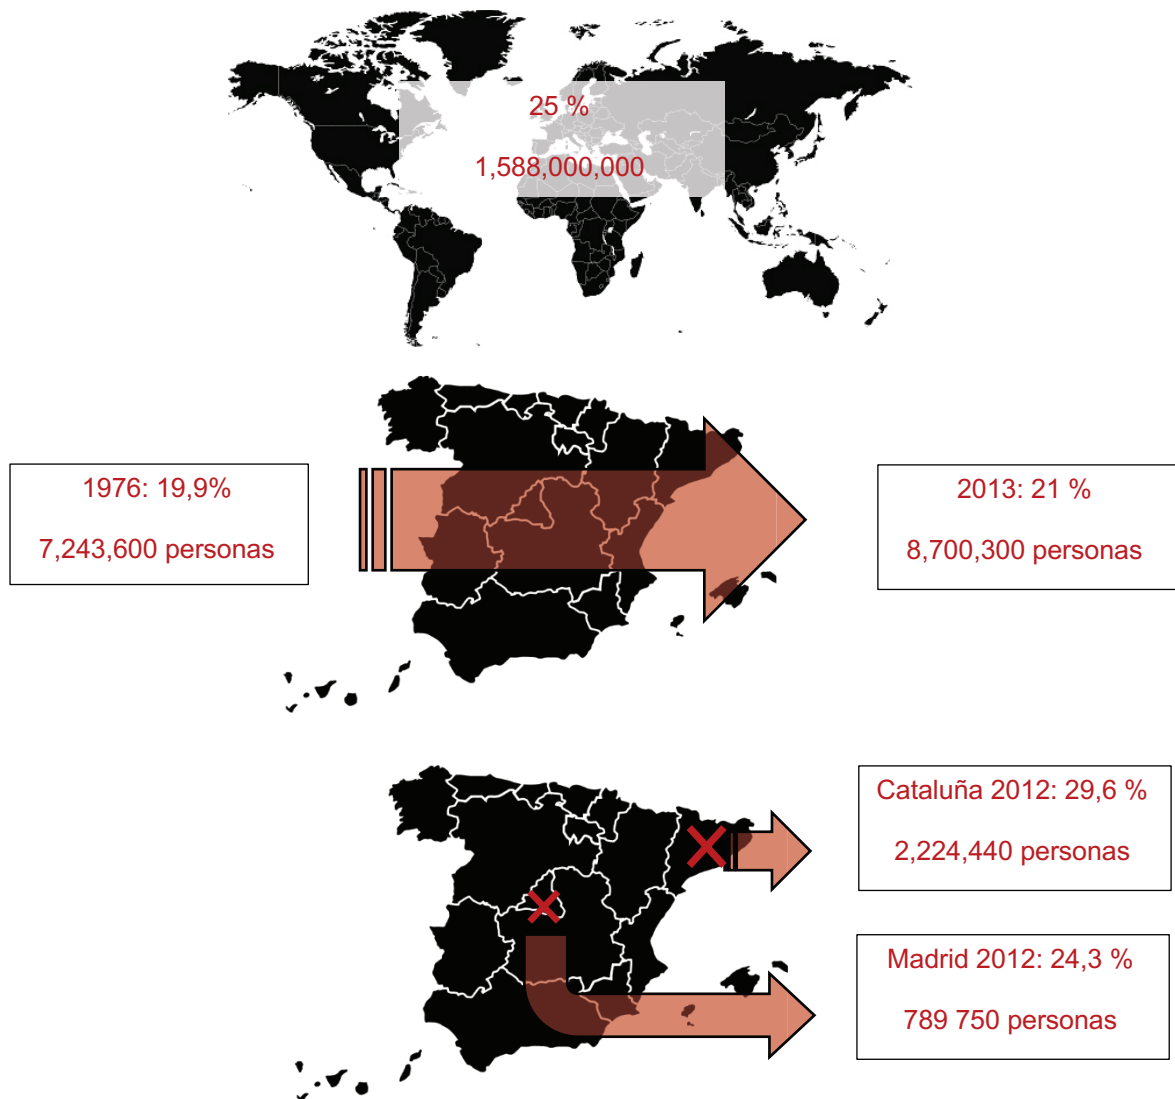 25 %
1,588,000,000
1976: 19,9%
7,243,600 personas
2013: 21 %
8,700,300 personas
Cataluña 2012: 29,6 %
2,224,440 personas
Madrid 2012: 24,3 %
789 750 personas